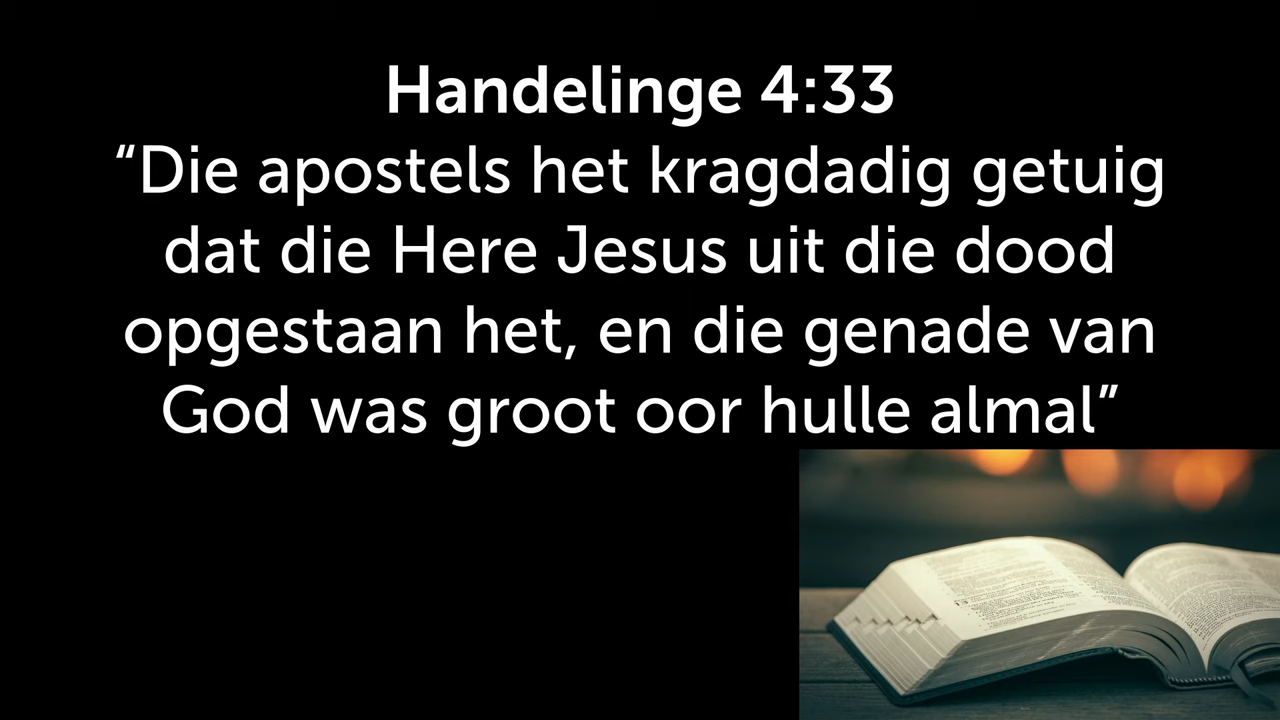 Handelinge 4:33
“Die apostels het kragdadig getuig
dat die Here Jesus uit die dood
opgestaan het, en die genade van
God was groot oor hulle almal”